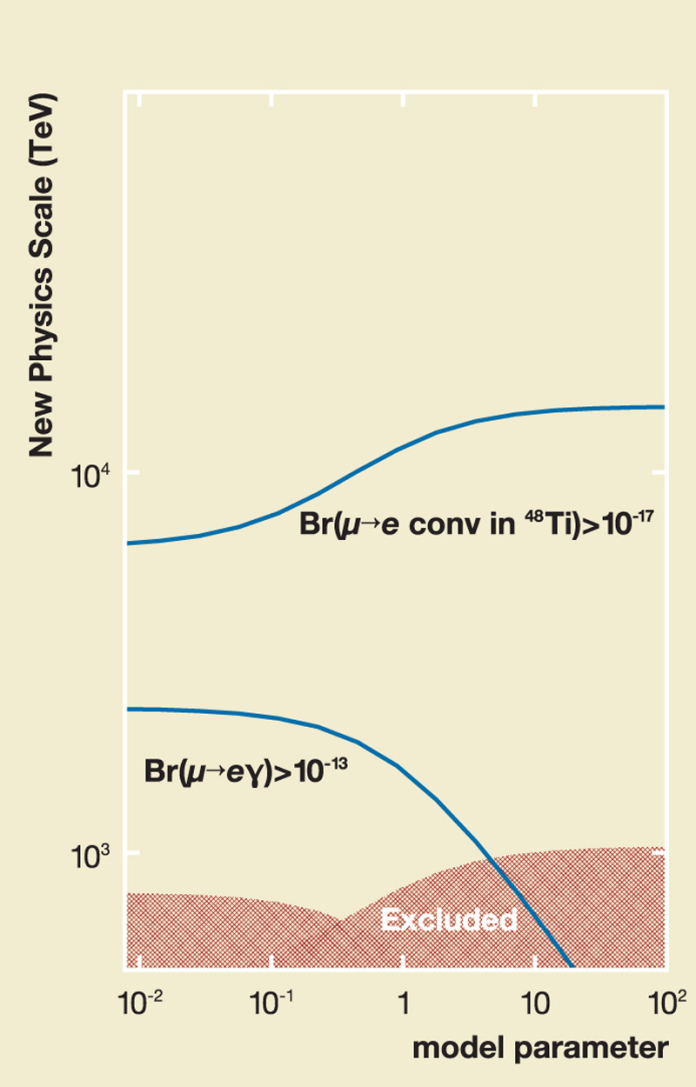 New Physics Scale (TeV)
10⁴
Br(μ→e conv in ⁴⁸Ti)>10⁻¹⁷
Br(μ→eγ)>10⁻¹³
10³
Excluded
10⁻² 10⁻¹ 1 10 10²
model parameter